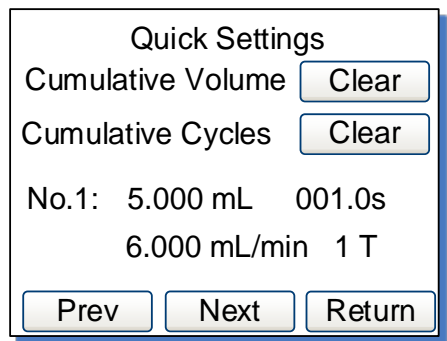 Quick Settings
Cumulative Volume Clear
Cumulative Cycles Clear
No.1: 5.000 mL 001.0s
6.000 mL/min 1 T
Prev Next Return